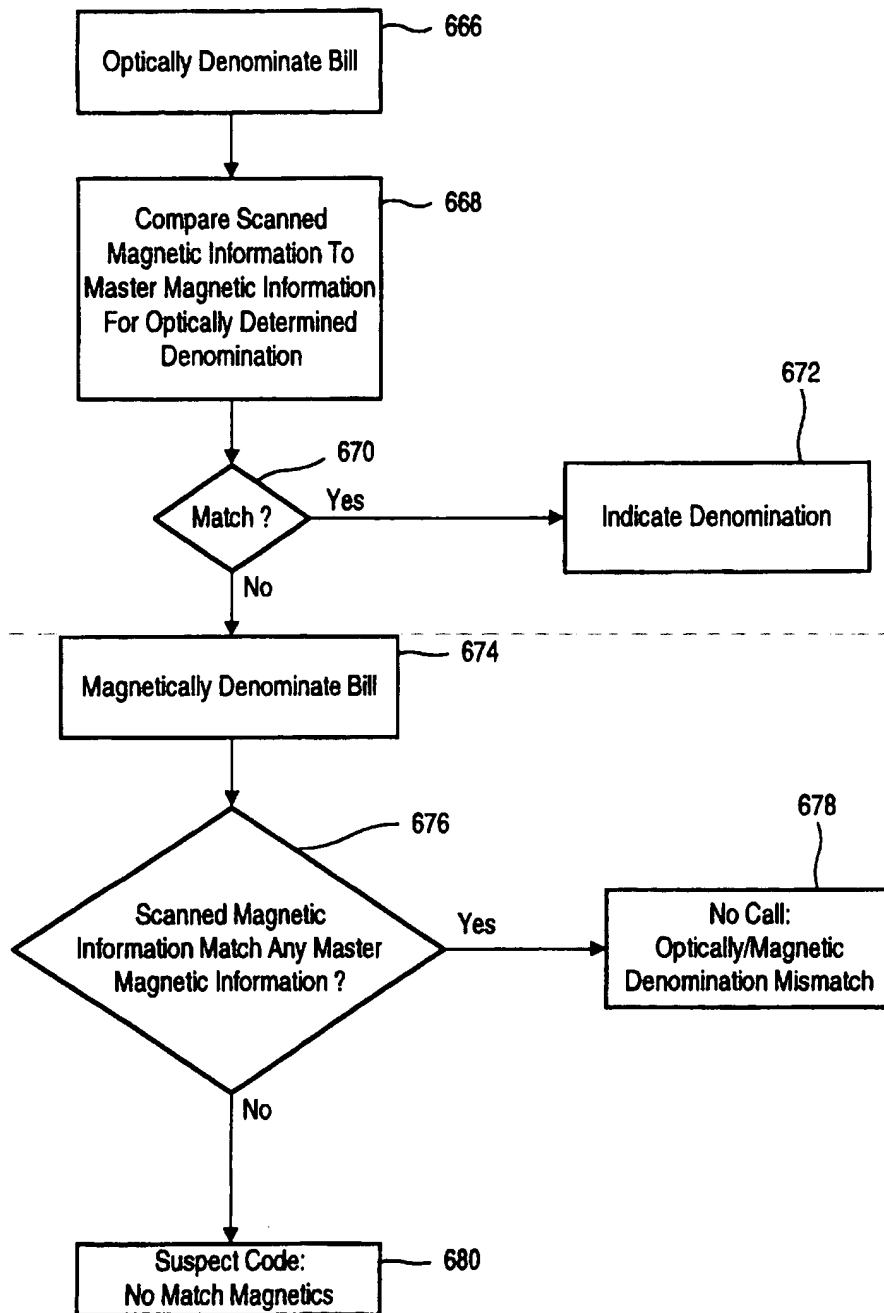 666
Optically Denominate Bill
668
Compare Scanned
Magnetic Information To
Master Magnetic Information
For Optically Determined
Denomination
672
670
Match ?
Yes
Indicate Denomination
No
674
Magnetically Denominate Bill
676
678
Scanned Magnetic
Information Match Any Master
Magnetic Information ?
Yes
No Call:
Optically/Magnetic
Denomination Mismatch
No
Suspect Code:
No Match Magnetics
680